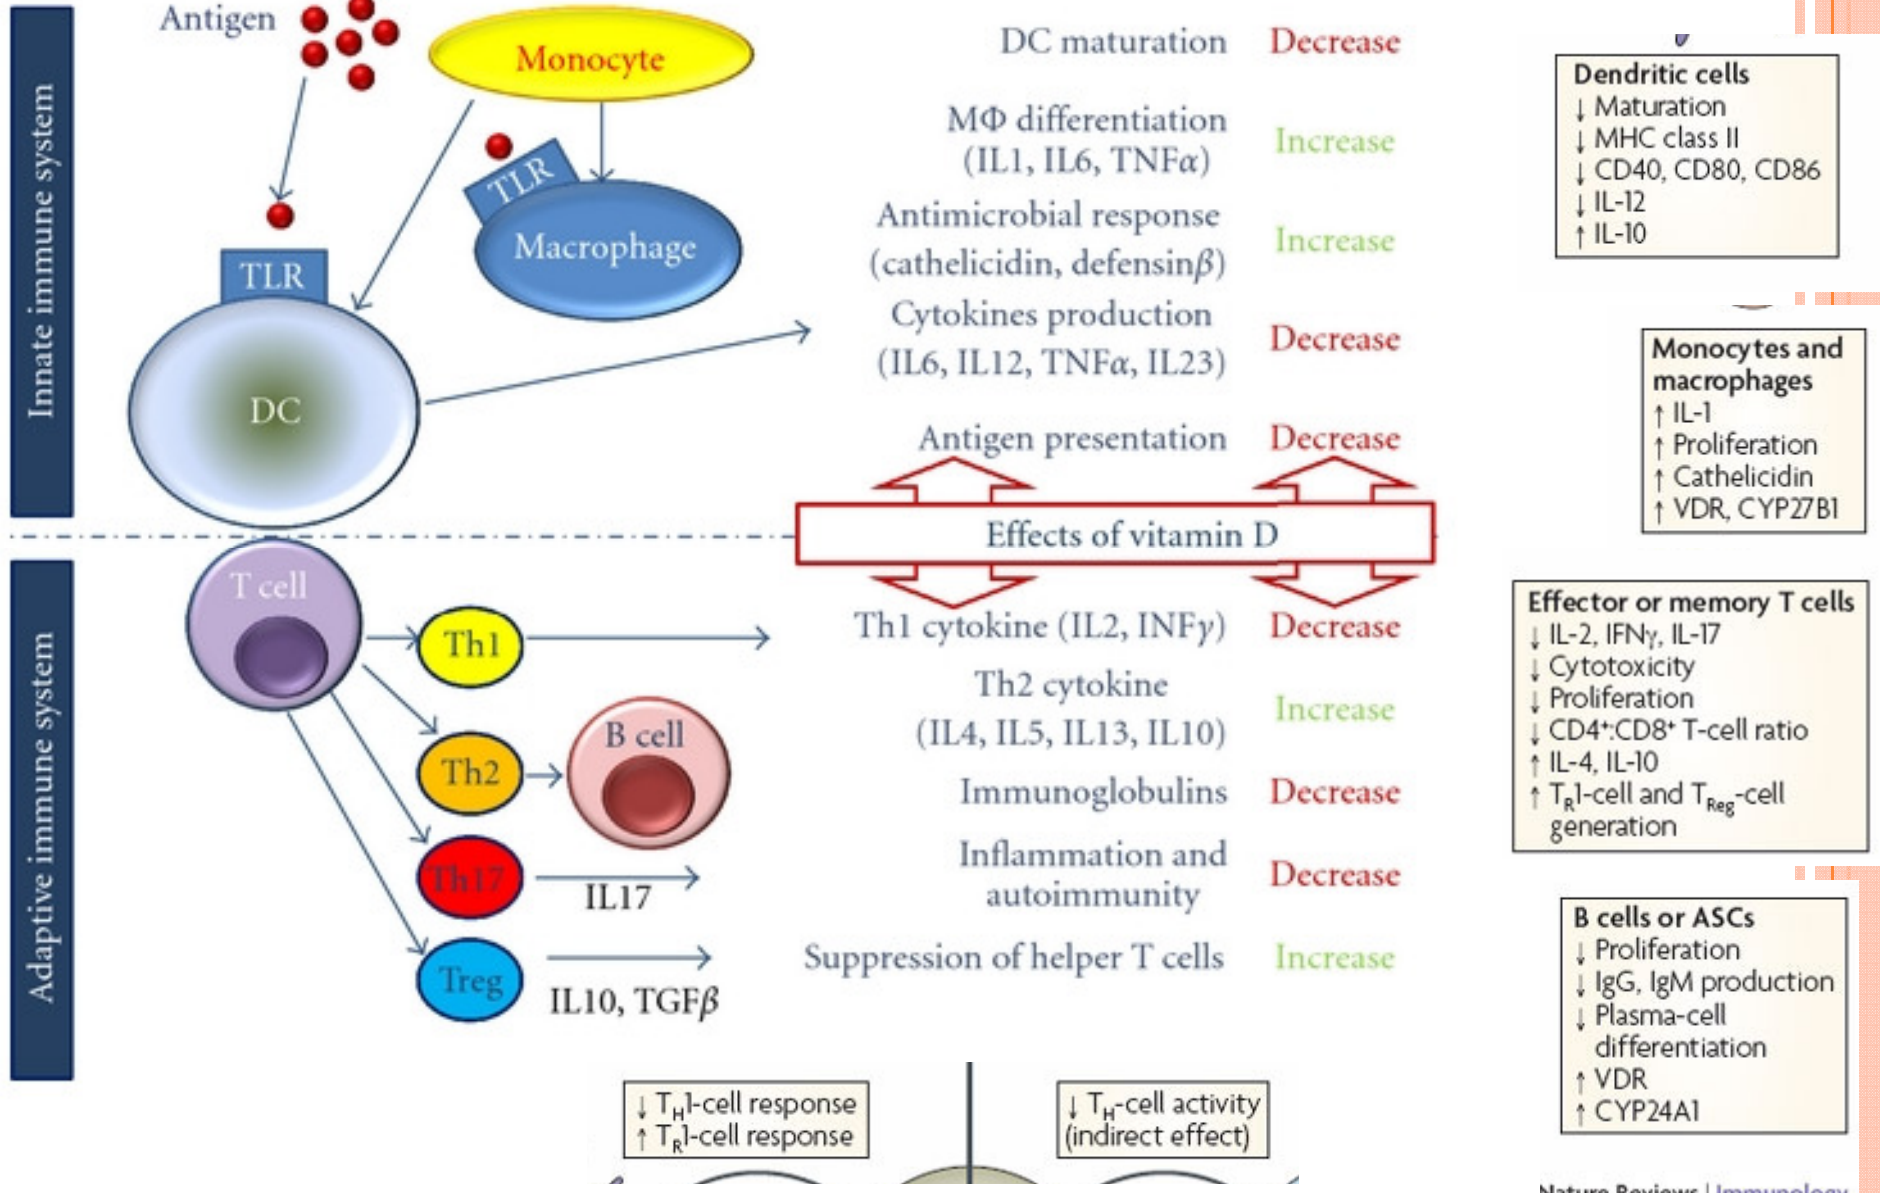 Innate immune system
Antigen
Monocyte
TLR
Macrophage
TLR
DC
DC maturation Decrease
MΦ differentiation
(IL1, IL6, TNFα)
Increase
Antimicrobial response
(cathelicidin, defensinβ)
Increase
Cytokines production
(IL6, IL12, TNFα, IL23)
Decrease
Antigen presentation Decrease
Effects of vitamin D
Adaptive immune system
T cell
Th1
Th2
B cell
Th17
IL17
Treg
IL10, TGFβ
Th1 cytokine (IL2, INFγ) Decrease
Th2 cytokine
(IL4, IL5, IL13, IL10)
Increase
Immunoglobulins Decrease
Inflammation and
autoimmunity
Decrease
Suppression of helper T cells Increase
↓ TH1-cell response
↑ TR1-cell response
↓ TH-cell activity
(indirect effect)
Dendritic cells
↓ Maturation
↓ MHC class II
↓ CD40, CD80, CD86
↓ IL-12
↑ IL-10
Monocytes and
macrophages
↑ IL-1
↑ Proliferation
↑ Cathelicidin
↑ VDR, CYP27B1
Effector or memory T cells
↓ IL-2, IFNγ, IL-17
↓ Cytotoxicity
↓ Proliferation
↓ CD4+:CD8+ T-cell ratio
↑ IL-4, IL-10
↑ TR1-cell and TReg-cell
generation
B cells or ASCs
↓ Proliferation
↓ IgG, IgM production
↓ Plasma-cell
differentiation
↑ VDR
↑ CYP24A1
Nature Reviews | Immunology